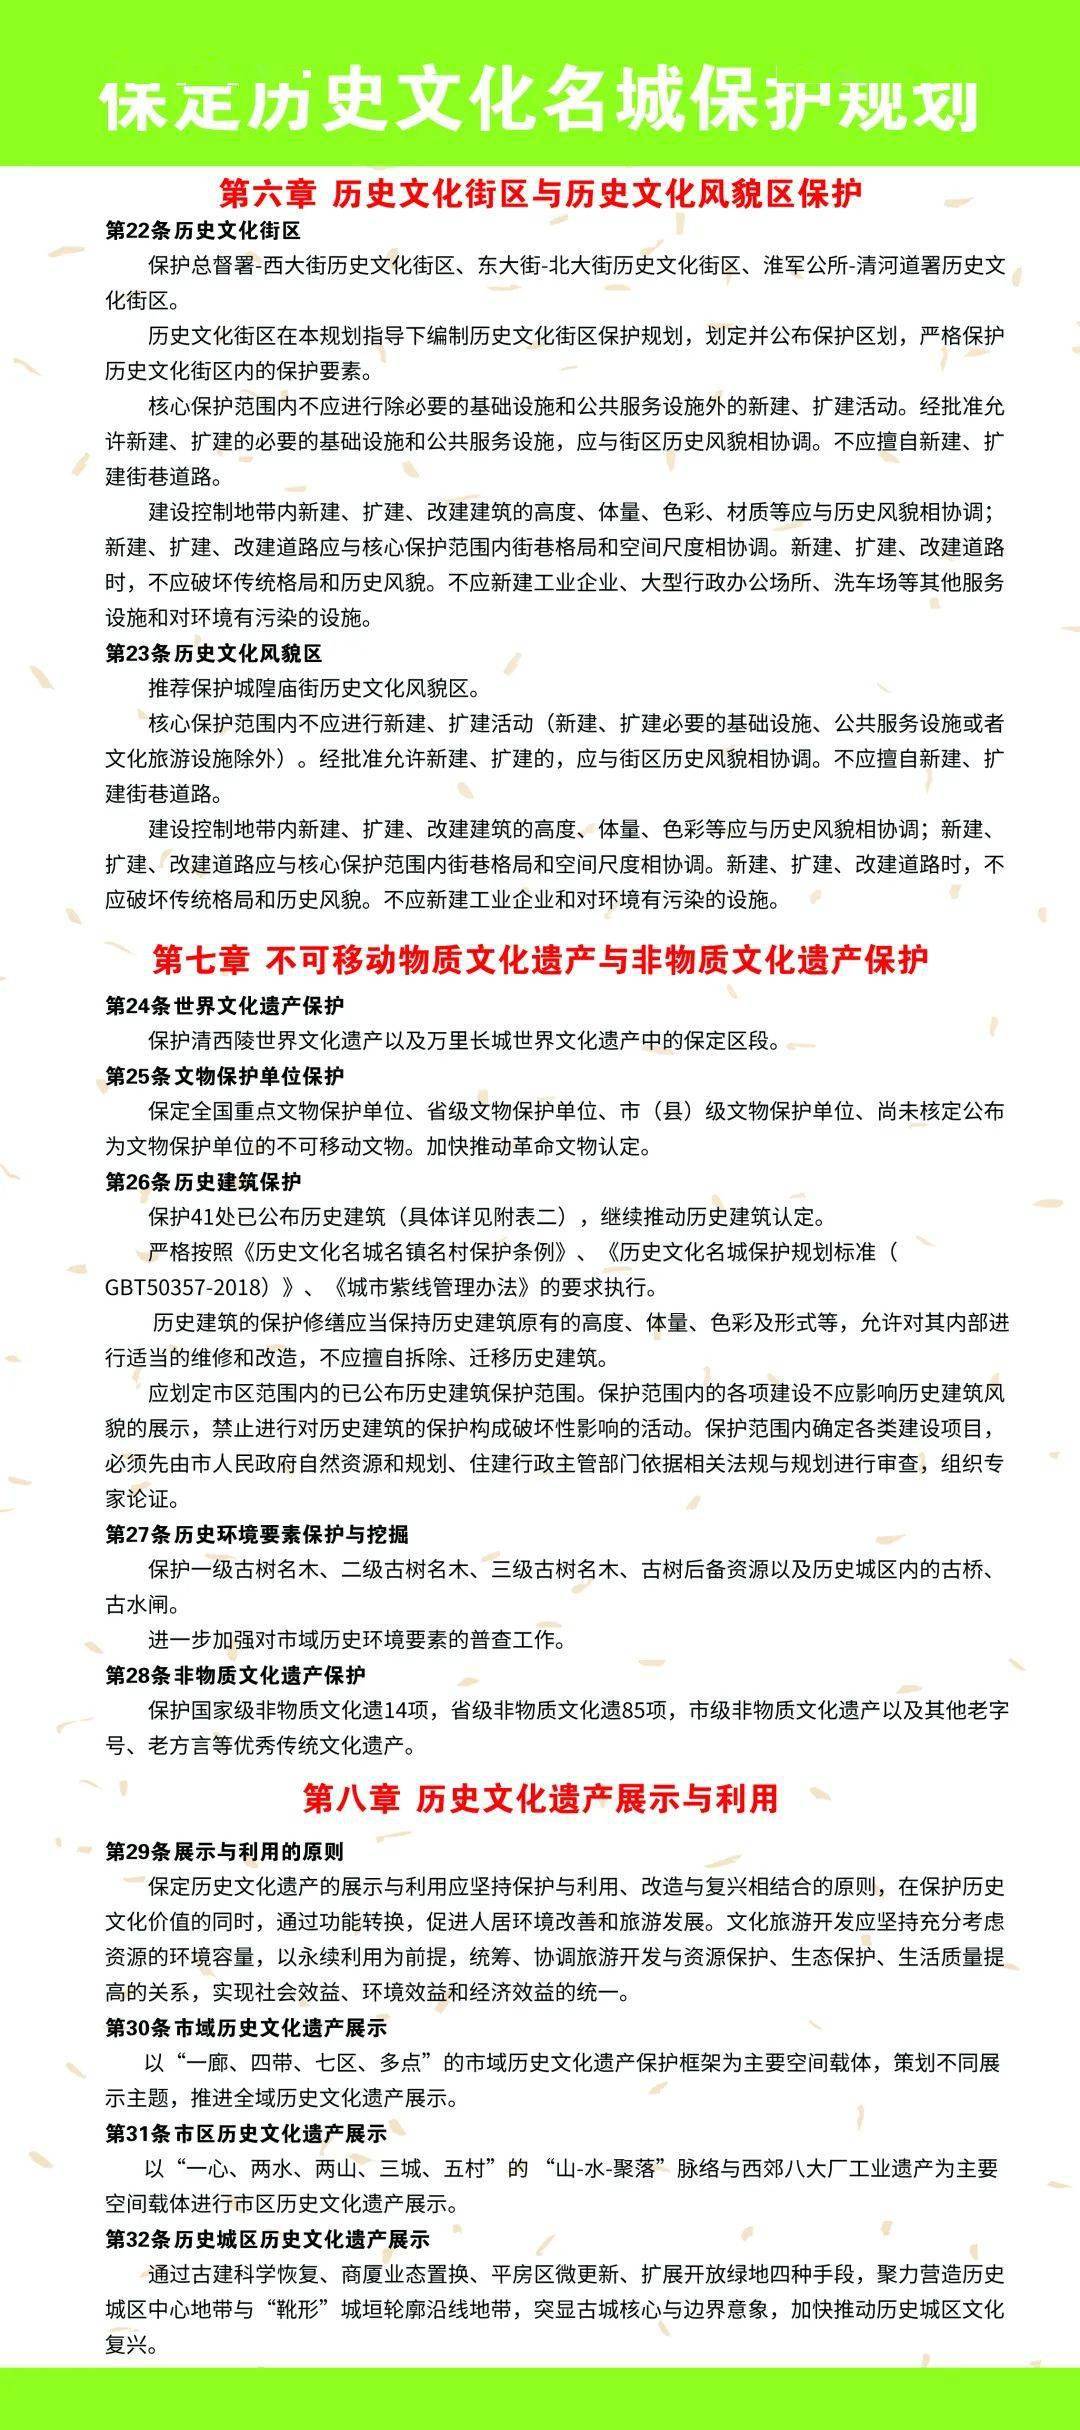 保定历史文化名城保护规划
第六章 历史文化街区与历史文化风貌区保护
第22条历史文化街区
保护总督署-西大街历史文化街区、东大街-北大街历史文化街区、淮军公所-清河道署历史文
化街区。
历史文化街区在本规划指导下编制历史文化街区保护规划，划定并公布保护区划，严格保护
历史文化街区内的保护要素。
核心保护范围内不应进行除必要的基础设施和公共服务设施外的新建、扩建活动。经批准允
许新建、扩建的必要的基础设施和公共服务设施，应与街区历史风貌相协调。不应擅自新建、扩
建街巷道路。
建设控制地带内新建、扩建、改建建筑的高度、体量、色彩、材质等应与历史风貌相协调；
新建、扩建、改建道路应与核心保护范围内街巷格局和空间尺度相协调。新建、扩建、改建道路
时，不应破坏传统格局和历史风貌。不应新建工业企业、大型行政办公场所、洗车场等其他服务
设施和对环境有污染的设施。
第23条历史文化风貌区
推荐保护城隍庙街历史文化风貌区。
核心保护范围内不应进行新建、扩建活动（新建、扩建必要的基础设施、公共服务设施或者
文化旅游设施除外）。经批准允许新建、扩建的，应与街区历史风貌相协调。不应擅自新建、扩
建街巷道路。
建设控制地带内新建、扩建、改建建筑的高度、体量、色彩等应与历史风貌相协调；新建、
扩建、改建道路应与核心保护范围内街巷格局和空间尺度相协调。新建、扩建、改建道路时，不
应破坏传统格局和历史风貌。不应新建工业企业和对环境有污染的设施。
第七章 不可移动物质文化遗产与非物质文化遗产保护
第24条世界文化遗产保护
保护清西陵世界文化遗产以及万里长城世界文化遗产中的保定区段。
第25条文物保护单位保护
保定全国重点文物保护单位、省级文物保护单位、市（县）级文物保护单位、尚未核定公布
为文物保护单位的不可移动文物。加快推动革命文物认定。
第26条历史建筑保护
保护41处已公布历史建筑（具体详见附表二），继续推动历史建筑认定。
严格按照《历史文化名城名镇名村保护条例》、《历史文化名城保护规划标准（
GBT50357-2018）》、《城市紫线管理办法》的要求执行。
历史建筑的保护修缮应当保持历史建筑原有的高度、体量、色彩及形式等，允许对其内部进
行适当的维修和改造，不应擅自拆除、迁移历史建筑。
应划定市区范围内的已公布历史建筑保护范围。保护范围内的各项建设不应影响历史建筑风
貌的展示，禁止进行对历史建筑的保护构成破坏性影响的活动。保护范围内确定各类建设项目，
必须先由市人民政府自然资源和规划、住建行政主管部门依据相关法规与规划进行审查，组织专
家论证。
第27条历史环境要素保护与挖掘
保护一级古树名木、二级古树名木、三级古树名木、古树后备资源以及历史城区内的古桥、
古水闸。
进一步加强对市域历史环境要素的普查工作。
第28条非物质文化遗产保护
保护国家级非物质文化遗14项，省级非物质文化遗85项，市级非物质文化遗产以及其他老字
号、老方言等优秀传统文化遗产。
第八章 历史文化遗产展示与利用
第29条展示与利用的原则
保定历史文化遗产的展示与利用应坚持保护与利用、改造与复兴相结合的原则，在保护历史
文化价值的同时，通过功能转换，促进人居环境改善和旅游发展。文化旅游开发应坚持充分考虑
资源的环境容量，以永续利用为前提，统筹、协调旅游开发与资源保护、生态保护、生活质量提
高的关系，实现社会效益、环境效益和经济效益的统一。
第30条市域历史文化遗产展示
以“一廊、四带、七区、多点”的市域历史文化遗产保护框架为主要空间载体，策划不同展
示主题，推进全域历史文化遗产展示。
第31条市区历史文化遗产展示
以“一心、两水、两山、三城、五村”的 “山-水-聚落”脉络与西郊八大厂工业遗产为主要
空间载体进行市区历史文化遗产展示。
第32条历史城区历史文化遗产展示
通过古建科学恢复、商厦业态置换、平房区微更新、扩展开放绿地四种手段，聚力营造历史
城区中心地带与“靴形”城垣轮廓沿线地带，突显古城核心与边界意象，加快推动历史城区文化
复兴。